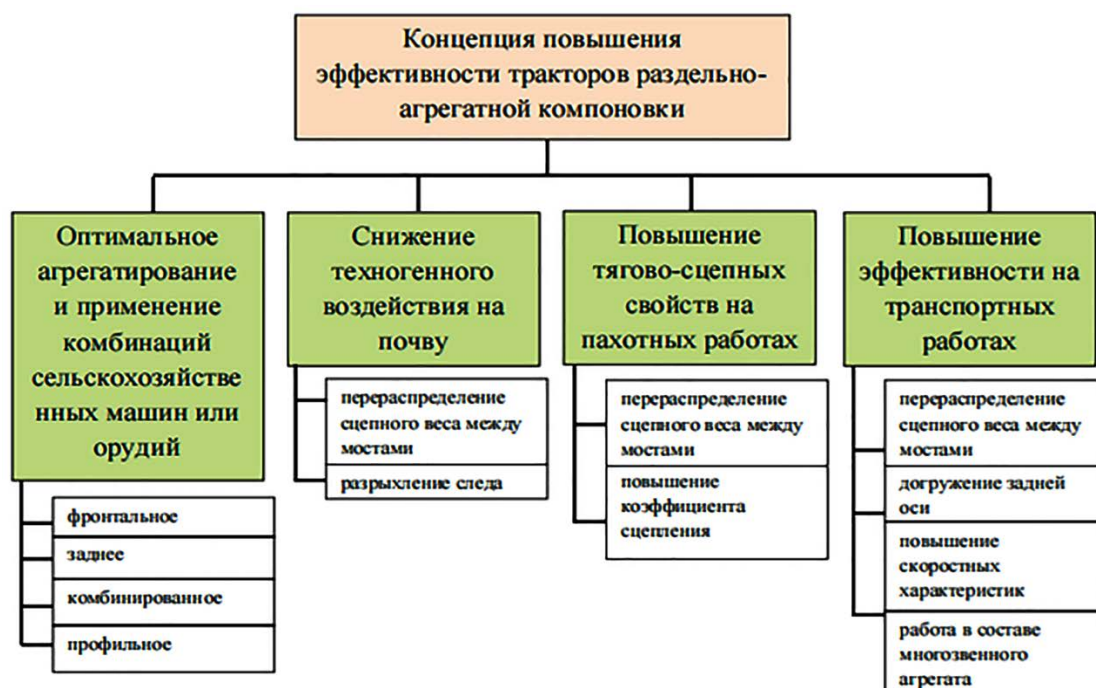 Концепция повышения
эффективности тракторов раздельно-
агрегатной компоновки
Оптимальное
агрегатирование
и применение
комбинаций
сельскохозяйстве
нных машин или
орудий
фронтальное
заднее
комбинированное
профильное
Снижение
техногенного
воздействия на
почву
перераспределение
сцепного веса между
мостами
разрыхление следа
Повышение
тягово-сцепных
свойств на
пахотных работах
перераспределение
сцепного веса между
мостами
повышение
коэффициента
сцепления
Повышение
эффективности на
транспортных
работах
перераспределение
сцепного веса между
мостами
догружение задней
оси
повышение
скоростных
характеристик
работа в составе
многозвенного
агрегата